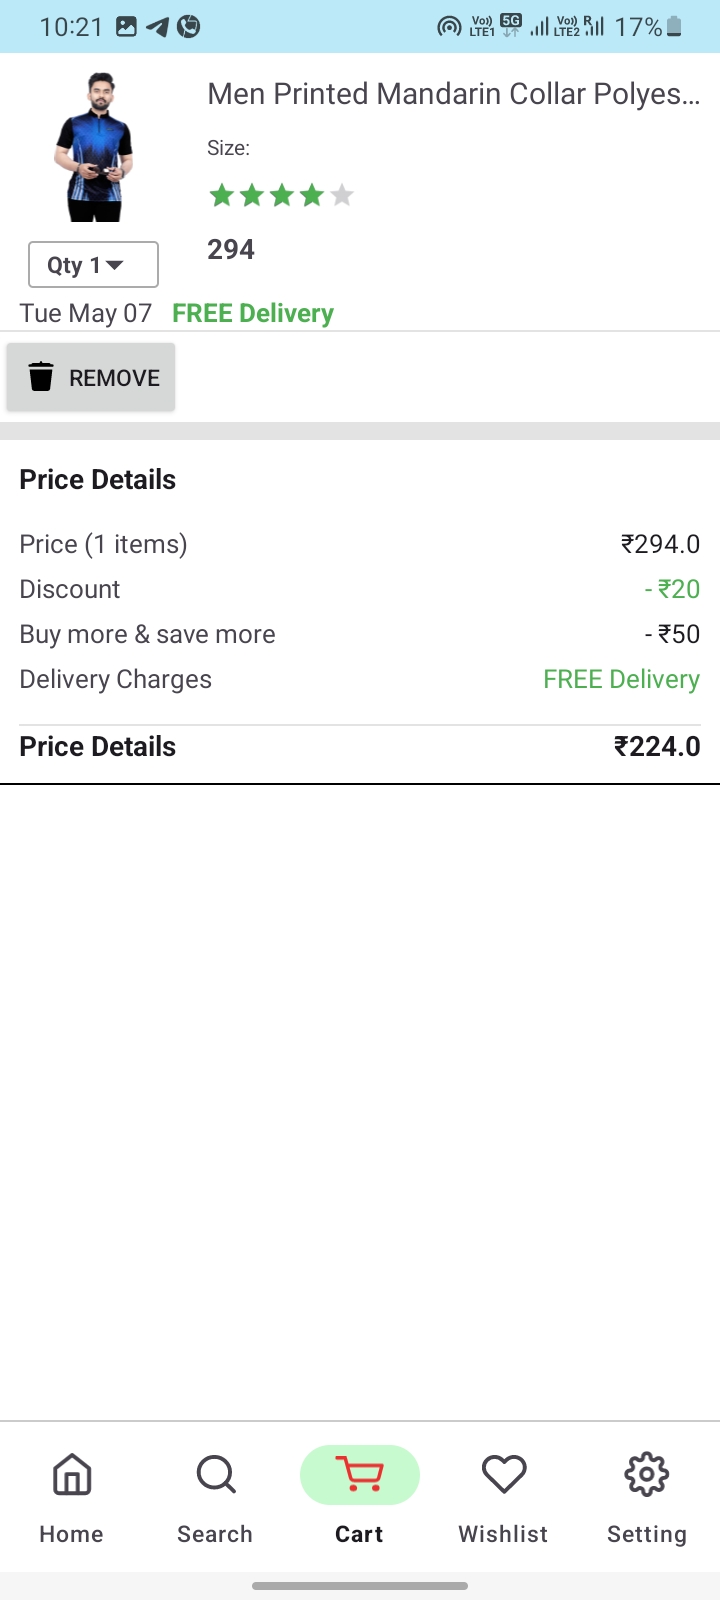 10:21 Vo) LTE1 5G Vo) LTE2 R 17%
Men Printed Mandarin Collar Polyes...
Size:
294
Qty 1
Tue May 07 FREE Delivery
REMOVE
Price Details
Price (1 items) ₹294.0
Discount - ₹20
Buy more & save more - ₹50
Delivery Charges FREE Delivery
Price Details ₹224.0
Home Search Cart Wishlist Setting